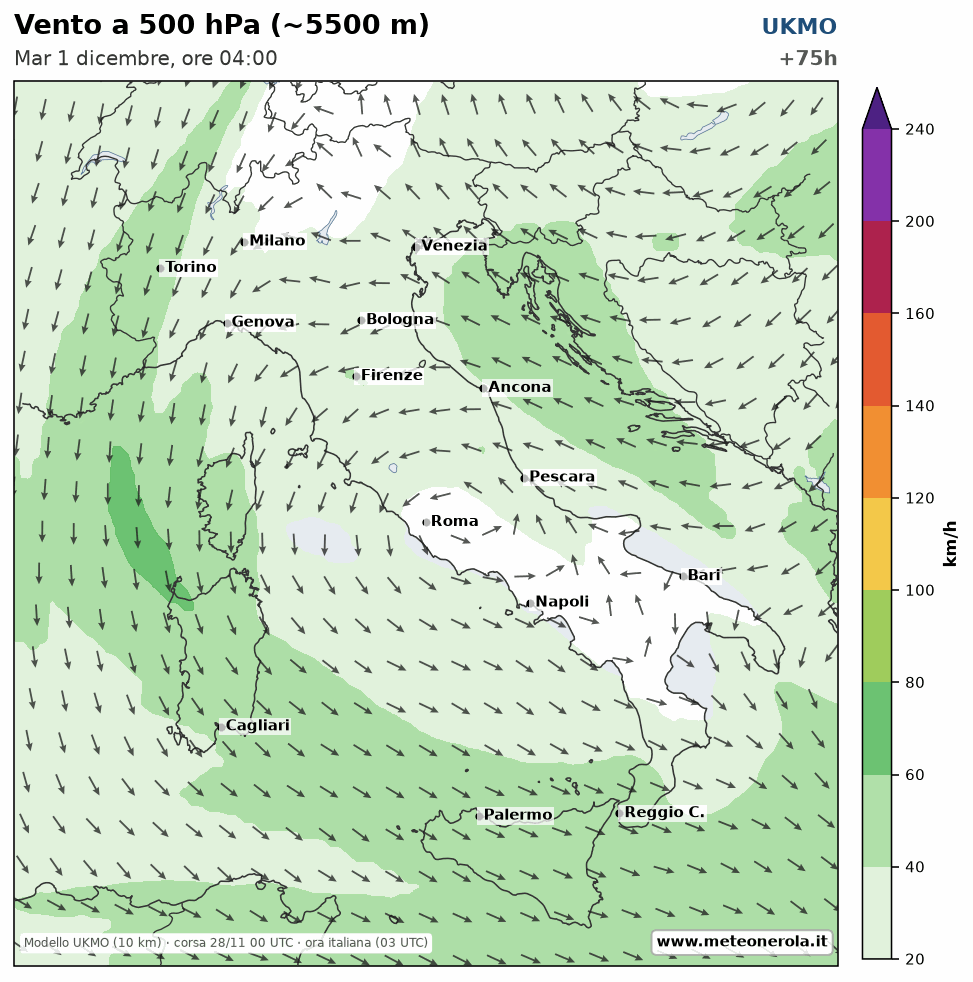 Vento a 500 hPa (~5500 m)
UKMO
Mar 1 dicembre, ore 04:00
+75h
Milano
Venezia
Torino
Genova
Bologna
Firenze
Ancona
Pescara
Roma
Bari
Napoli
Cagliari
Palermo
Reggio C.
240
200
160
140
120
100
80
60
40
20
km/h
Modello UKMO (10 km) · corsa 28/11 00 UTC · ora italiana (03 UTC)
www.meteonerola.it